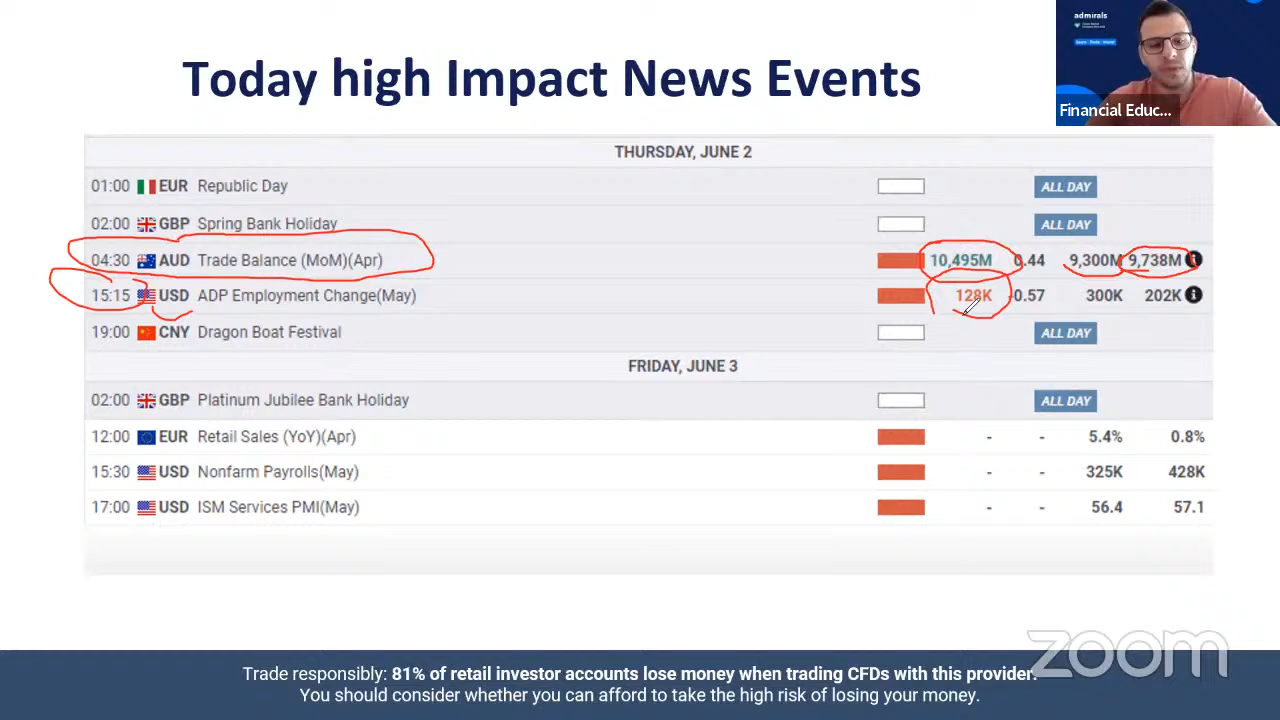 admirals
Today high Impact News Events
Financial Educ...
THURSDAY, JUNE 2
01:00 EUR Republic Day ALL DAY
02:00 GBP Spring Bank Holiday ALL DAY
04:30 AUD Trade Balance (MoM)(Apr) 10,495M 0.44 9,300M 9,738M
15:15 USD ADP Employment Change(May) 128K -0.57 300K 202K
19:00 CNY Dragon Boat Festival ALL DAY
FRIDAY, JUNE 3
02:00 GBP Platinum Jubilee Bank Holiday ALL DAY
12:00 EUR Retail Sales (YoY)(Apr) - - 5.4% 0.8%
15:30 USD Nonfarm Payrolls(May) - - 325K 428K
17:00 USD ISM Services PMI(May) - - 56.4 57.1
zoom
Trade responsibly: 81% of retail investor accounts lose money when trading CFDs with this provider.
You should consider whether you can afford to take the high risk of losing your money.